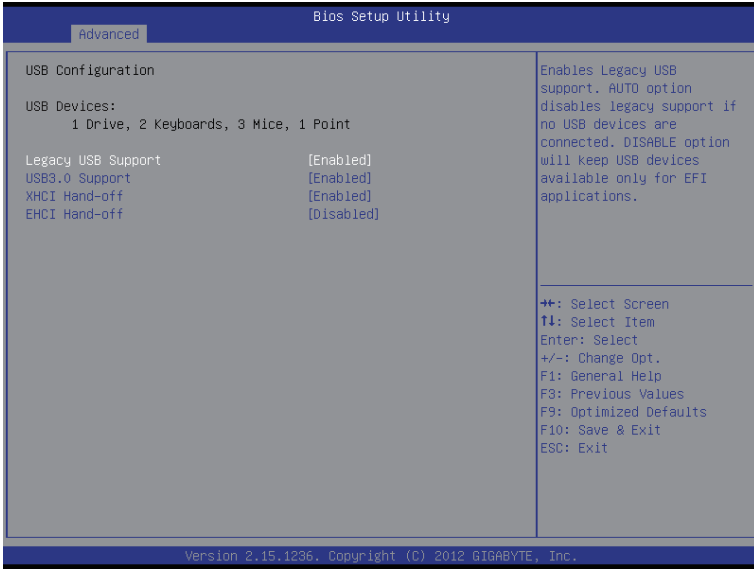 Bios Setup Utility
Advanced
USB Configuration
USB Devices:
1 Drive, 2 Keyboards, 3 Mice, 1 Point
Legacy USB Support [Enabled]
USB3.0 Support [Enabled]
XHCI Hand-off [Enabled]
EHCI Hand-off [Disabled]
Enables Legacy USB
support. AUTO option
disables legacy support if
no USB devices are
connected. DISABLE option
will keep USB devices
available only for EFI
applications.
→←: Select Screen
↑↓: Select Item
Enter: Select
+/-: Change Opt.
F1: General Help
F3: Previous Values
F9: Optimized Defaults
F10: Save & Exit
ESC: Exit
Version 2.15.1236. Copyright (C) 2012 GIGABYTE, Inc.